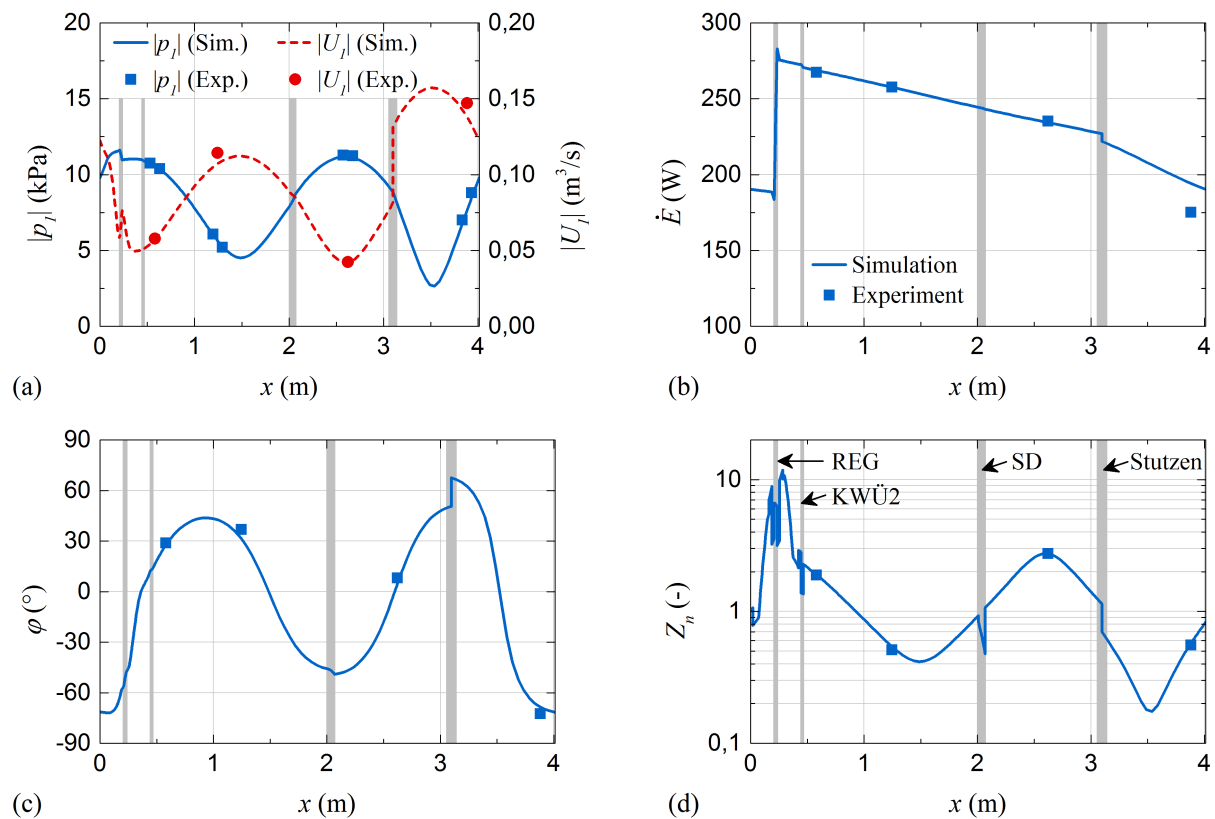 20
15
10
5
0
|p1| (kPa)
|p1| (Sim.)
|U1| (Sim.)
|p1| (Exp.)
|U1| (Exp.)
0,20
0,15
0,10
0,05
0,00
|U1| (m³/s)
0 1 2 3 4
(a)
x (m)
300
250
200
150
100
Ė (W)
Simulation
Experiment
0 1 2 3 4
(b)
x (m)
90
60
30
0
-30
-60
-90
φ (°)
0 1 2 3 4
(c)
x (m)
10
1
0,1
Zn (-)
REG
KWÜ2
SD
Stutzen
0 1 2 3 4
(d)
x (m)